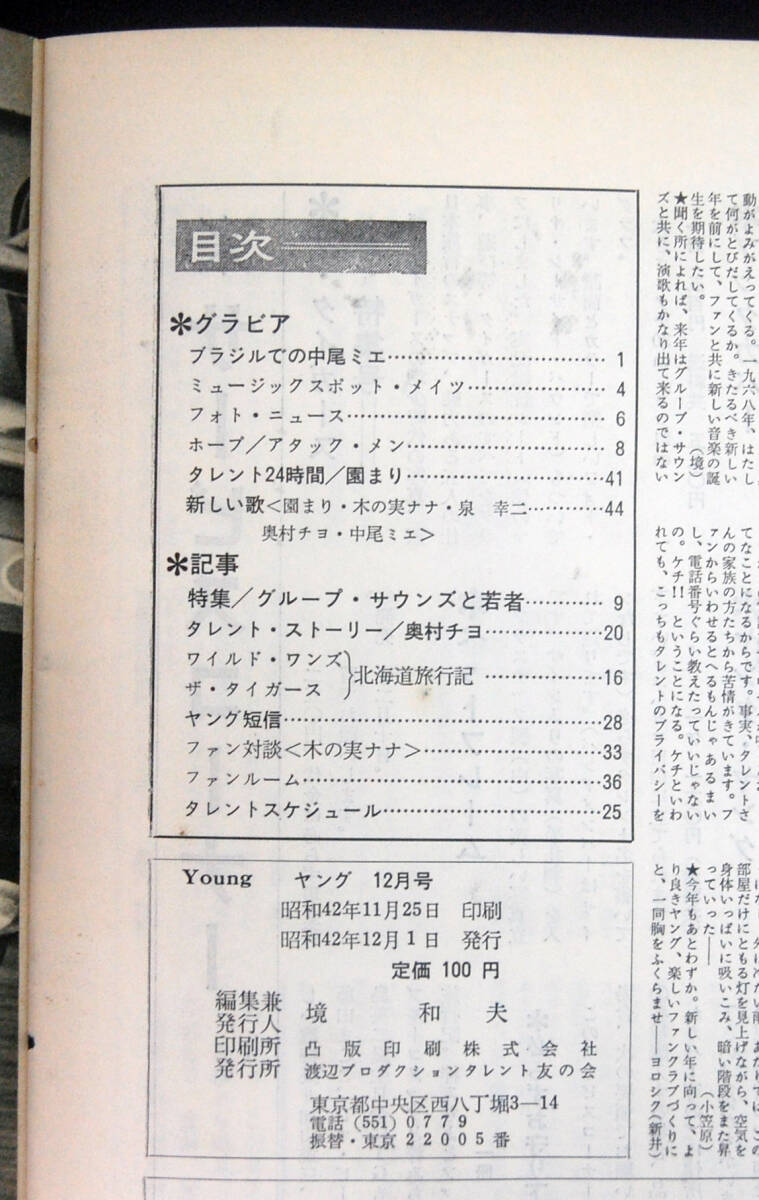 目次
＊グラビア
ブラジルでの中尾ミエ…………1
ミュージックスポット・メイツ…………4
フォト・ニュース…………6
ホープ/アタック・メン…………8
タレント24時間/園まり…………41
新しい歌<園まり・木の実ナナ・泉　幸二…………44
奥村チヨ・中尾ミエ>
＊記事
特集/グループ・サウンズと若者…………9
タレント・ストーリー/奥村チヨ…………20
ワイルド・ワンズ
ザ・タイガース}北海道旅行記…………16
ヤング短信…………28
ファン対談<木の実ナナ>…………33
ファンルーム…………36
タレントスケジュール…………25
Young　ヤング　12月号
昭和42年11月25日　印刷
昭和42年12月1日　発行
定価 100 円
編集兼
発行人　境　和　夫
印刷所　凸版印刷株式会社
発行所　渡辺プロダクションタレント友の会
東京都中央区西八丁堀3―14
電話 (551) 0779
振替・東京 22005番
動がよみがえってくる。一九六八年、はたし
て何がとびだしてくるか。きたるべき新しい
年を前にして、ファンと共に新しい音楽の誕
生を期待したい。　（境）
★聞く所によれば、来年はグループ・サウン
ズと共に、演歌もかなり出て来るのではない
てなことになるからです。事実、タレントさ
んの家族の方たちから苦情がきています。フ
ァンからいわせるとへるもんじゃあるまい
し、電話番号ぐらい教えたっていいじゃない
の。ケチ!!　ということになる。ケチといわ
れても、こっちもタレントのプライバシーを
部屋だけにともる灯を見上げながら、空気を
身体いっぱいに吸いこみ、暗い階段をまた昇
っていった――　（小笠原）
★今年もあとわずか。新しい年に向って、よ
り良きヤング、楽しいファンクラブづくりに
と、一同胸をふくらませ――ヨロシク（新井）